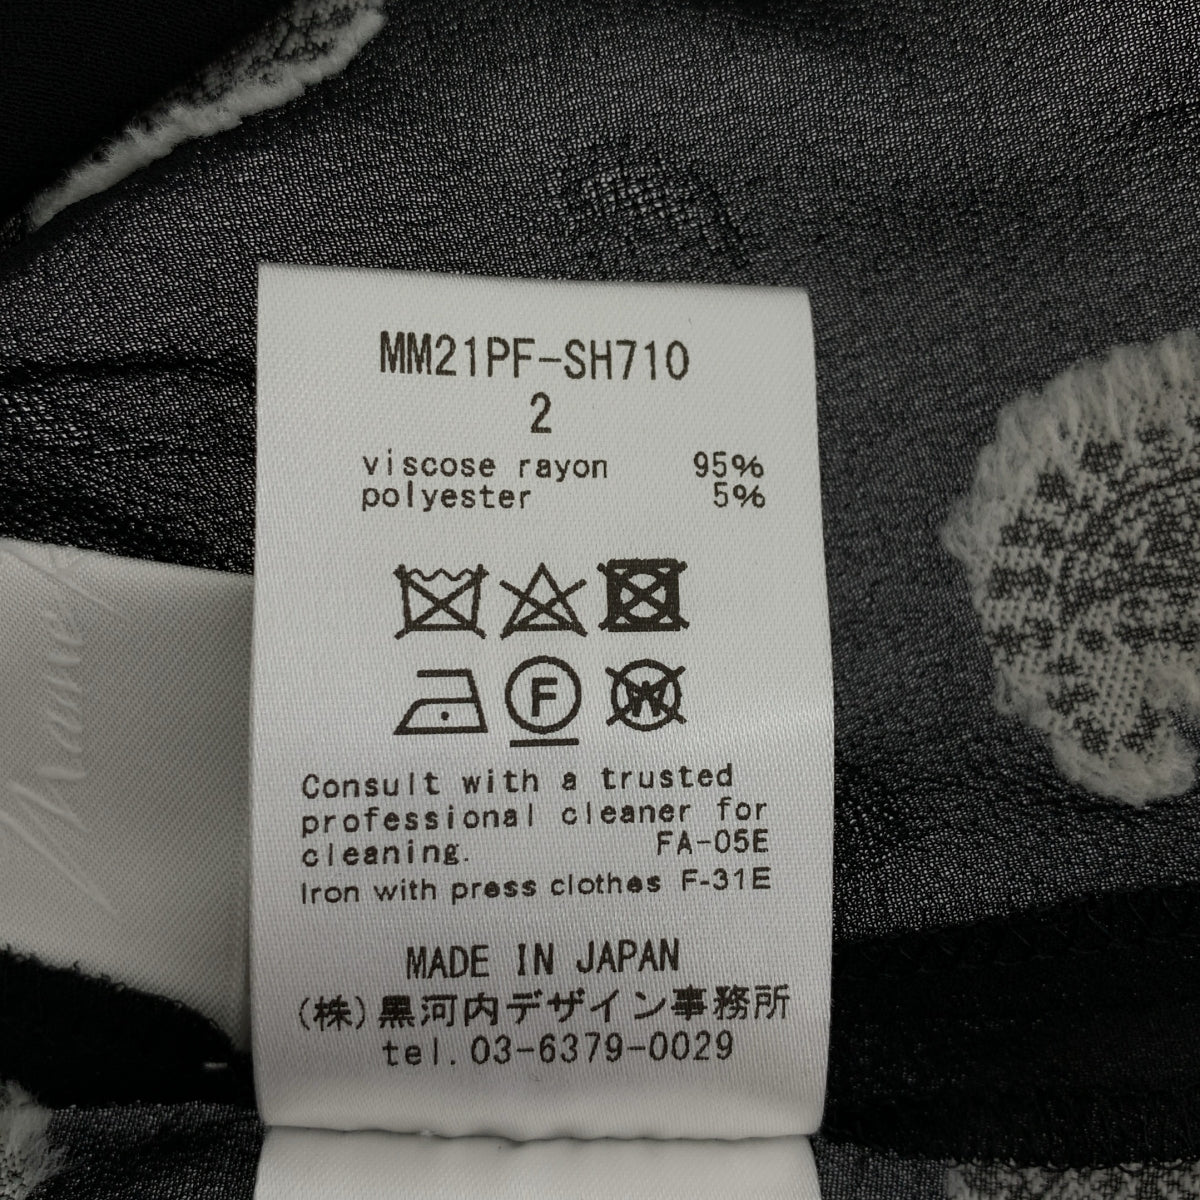 MM21PF-SH710
2
viscose rayon 95%
polyester 5%
F
W
Consult with a trusted
professional cleaner for
cleaning. FA-05E
Iron with press clothes F-31E
MADE IN JAPAN
(株)黒河内デザイン事務所
tel.03-6379-0029